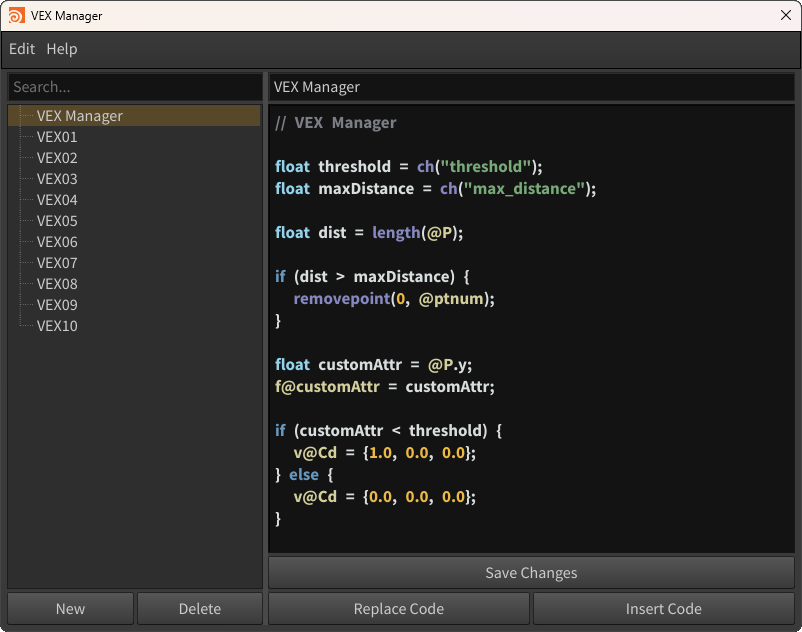 VEX Manager
Edit Help
Search...
VEX Manager
VEX01
VEX02
VEX03
VEX04
VEX05
VEX06
VEX07
VEX08
VEX09
VEX10
New Delete
VEX Manager
// VEX Manager
float threshold = ch("threshold");
float maxDistance = ch("max_distance");
float dist = length(@P);
if (dist > maxDistance) {
  removepoint(0, @ptnum);
}
float customAttr = @P.y;
f@customAttr = customAttr;
if (customAttr < threshold) {
  v@Cd = {1.0, 0.0, 0.0};
} else {
  v@Cd = {0.0, 0.0, 0.0};
}
Save Changes
Replace Code Insert Code